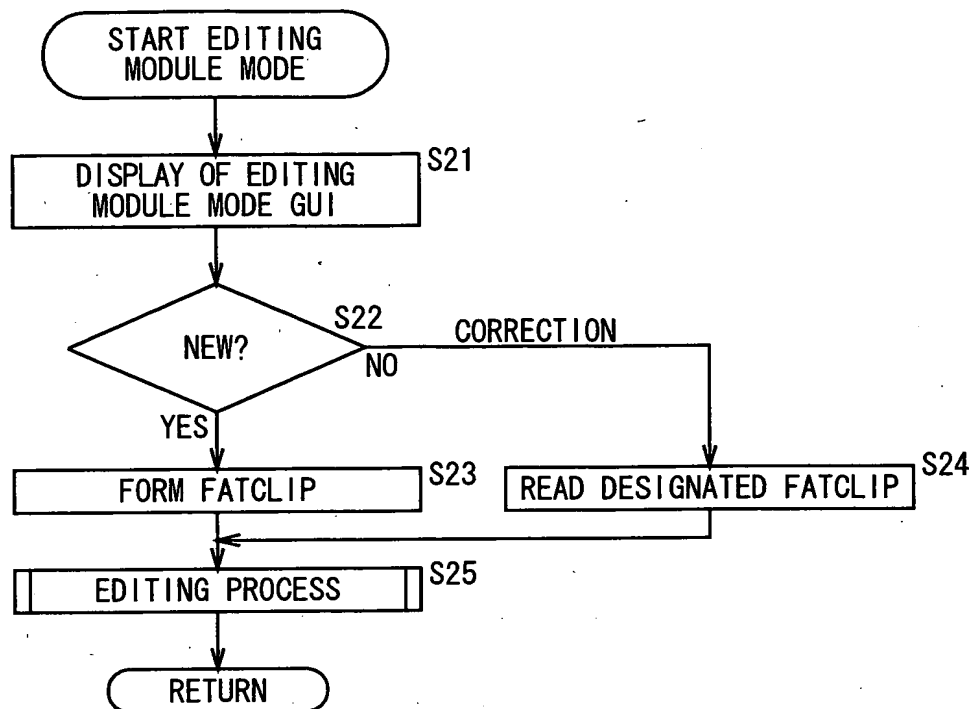 START EDITING
MODULE MODE
S21
DISPLAY OF EDITING
MODULE MODE GUI
S22
NEW?
CORRECTION
NO
YES
S23
FORM FATCLIP
S24
READ DESIGNATED FATCLIP
S25
EDITING PROCESS
RETURN